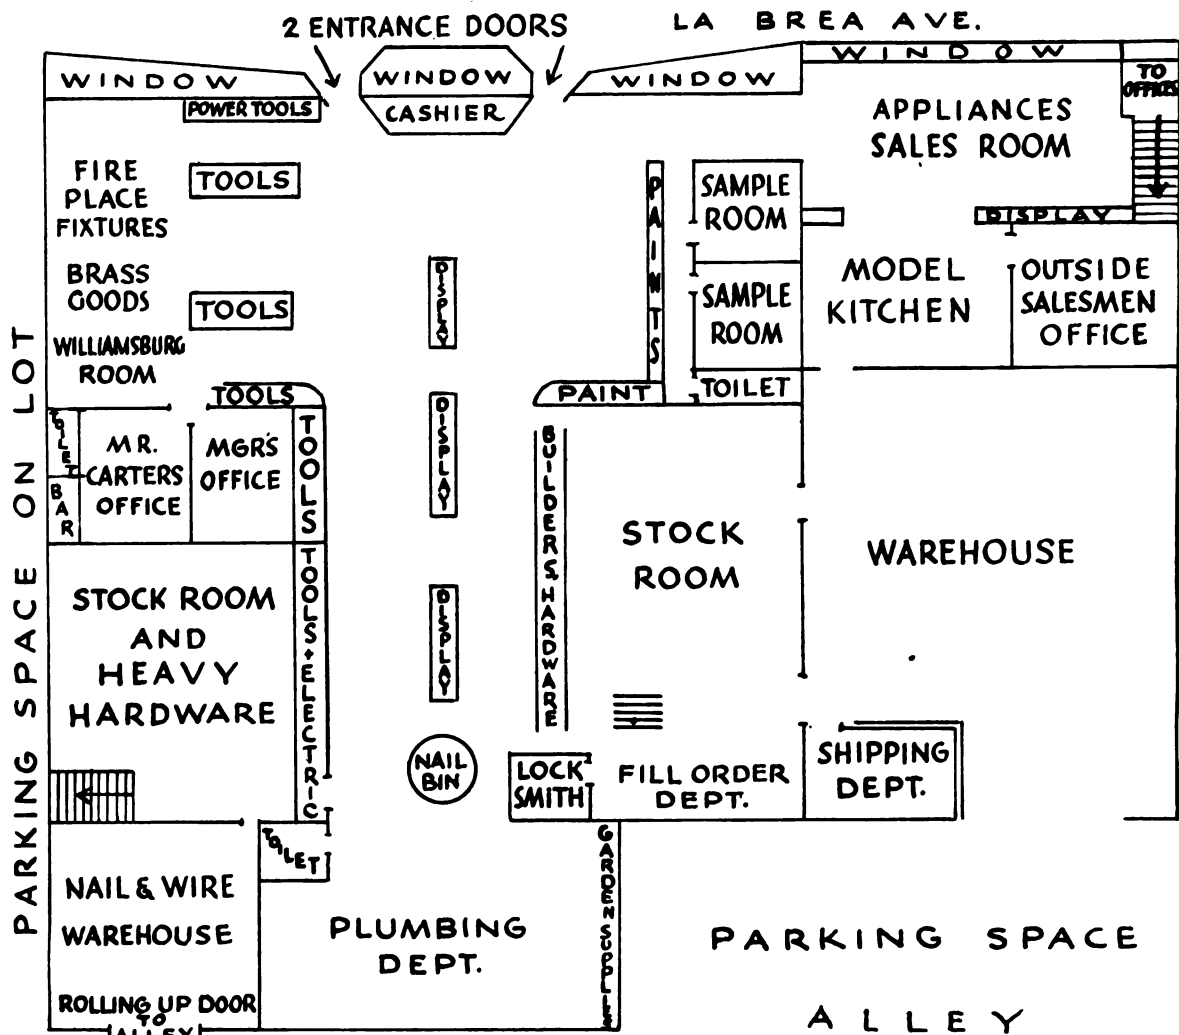 2 ENTRANCE DOORS
LA BREA AVE.
WINDOW
WINDOW
WINDOW
WINDOW
TO
OFFICES
POWER TOOLS
CASHIER
APPLIANCES
SALES ROOM
FIRE
PLACE
FIXTURES
TOOLS
PAINTS
SAMPLE
ROOM
DISPLAY
BRASS
GOODS
TOOLS
DISPLAY
SAMPLE
ROOM
MODEL
KITCHEN
OUTSIDE
SALESMEN
OFFICE
WILLIAMSBURG
ROOM
TOOLS
PAINT
TOILET
PARKING SPACE ON LOT
TOILET
BAR
MR.
CARTERS
OFFICE
MGR'S
OFFICE
TOOLS
DISPLAY
BUILDERS HARDWARE
STOCK
ROOM
WAREHOUSE
STOCK ROOM
AND
HEAVY
HARDWARE
TOOLS + ELECTRIC
DISPLAY
NAIL
BIN
LOCK
SMITH
FILL ORDER
DEPT.
SHIPPING
DEPT.
TOILET
NAIL & WIRE
WAREHOUSE
PLUMBING
DEPT.
GARDEN SUPPLIES
PARKING SPACE
ROLLING UP DOOR
TO
ALLEY
ALLEY